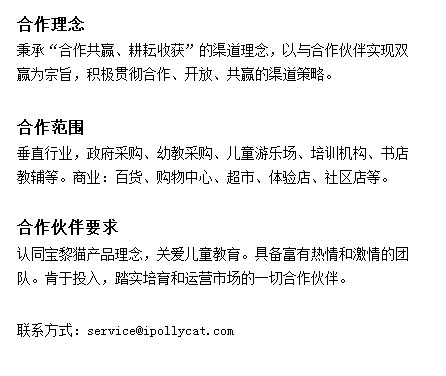 合作理念
秉承“合作共赢、耕耘收获”的渠道理念，以与合作伙伴实现双
赢为宗旨，积极贯彻合作、开放、共赢的渠道策略。
合作范围
垂直行业，政府采购、幼教采购、儿童游乐场、培训机构、书店
教辅等。商业：百货、购物中心、超市、体验店、社区店等。
合作伙伴要求
认同宝黎猫产品理念，关爱儿童教育。具备富有热情和激情的团
队。肯于投入，踏实培育和运营市场的一切合作伙伴。
联系方式：service@ipollycat.com